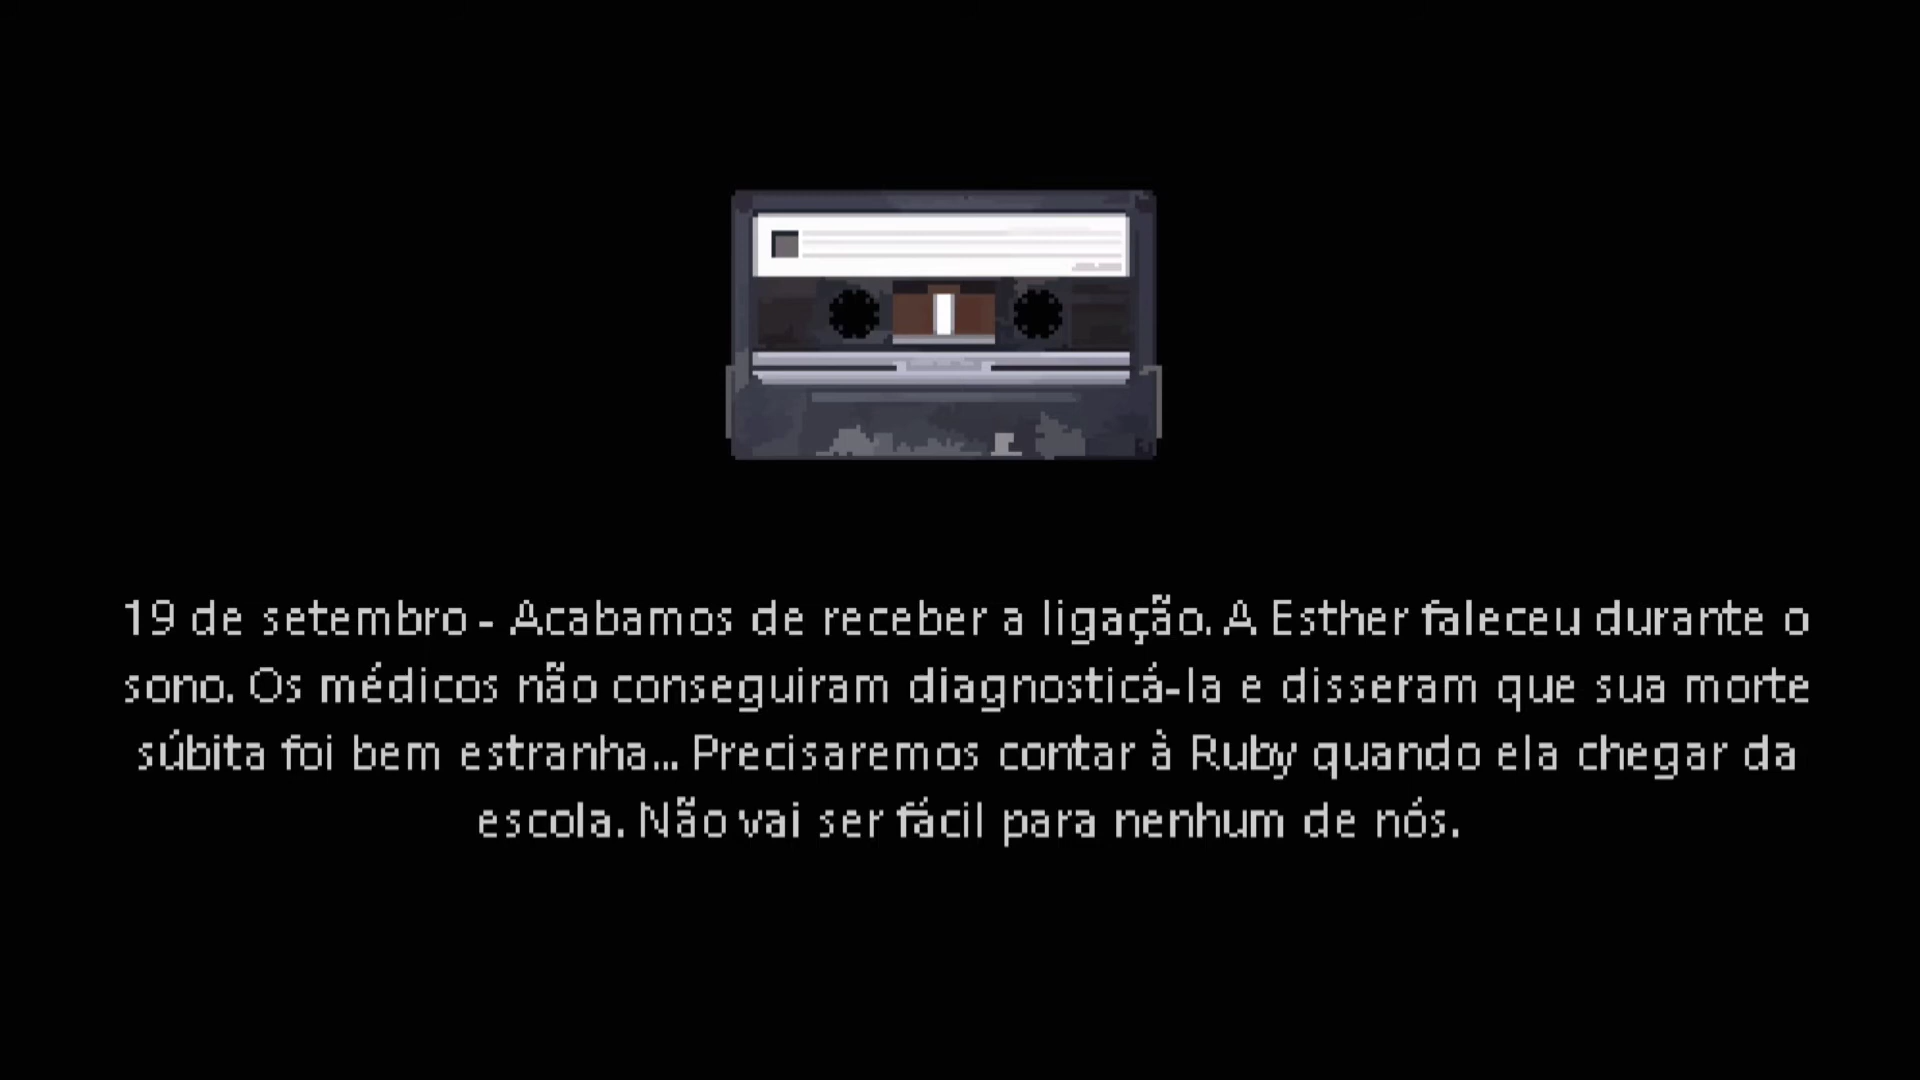 19 de setembro - Acabamos de receber a ligação. A Esther faleceu durante o
sono. Os médicos não conseguiram diagnosticá-la e disseram que sua morte
súbita foi bem estranha... Precisaremos contar à Ruby quando ela chegar da
escola. Não vai ser fácil para nenhum de nós.